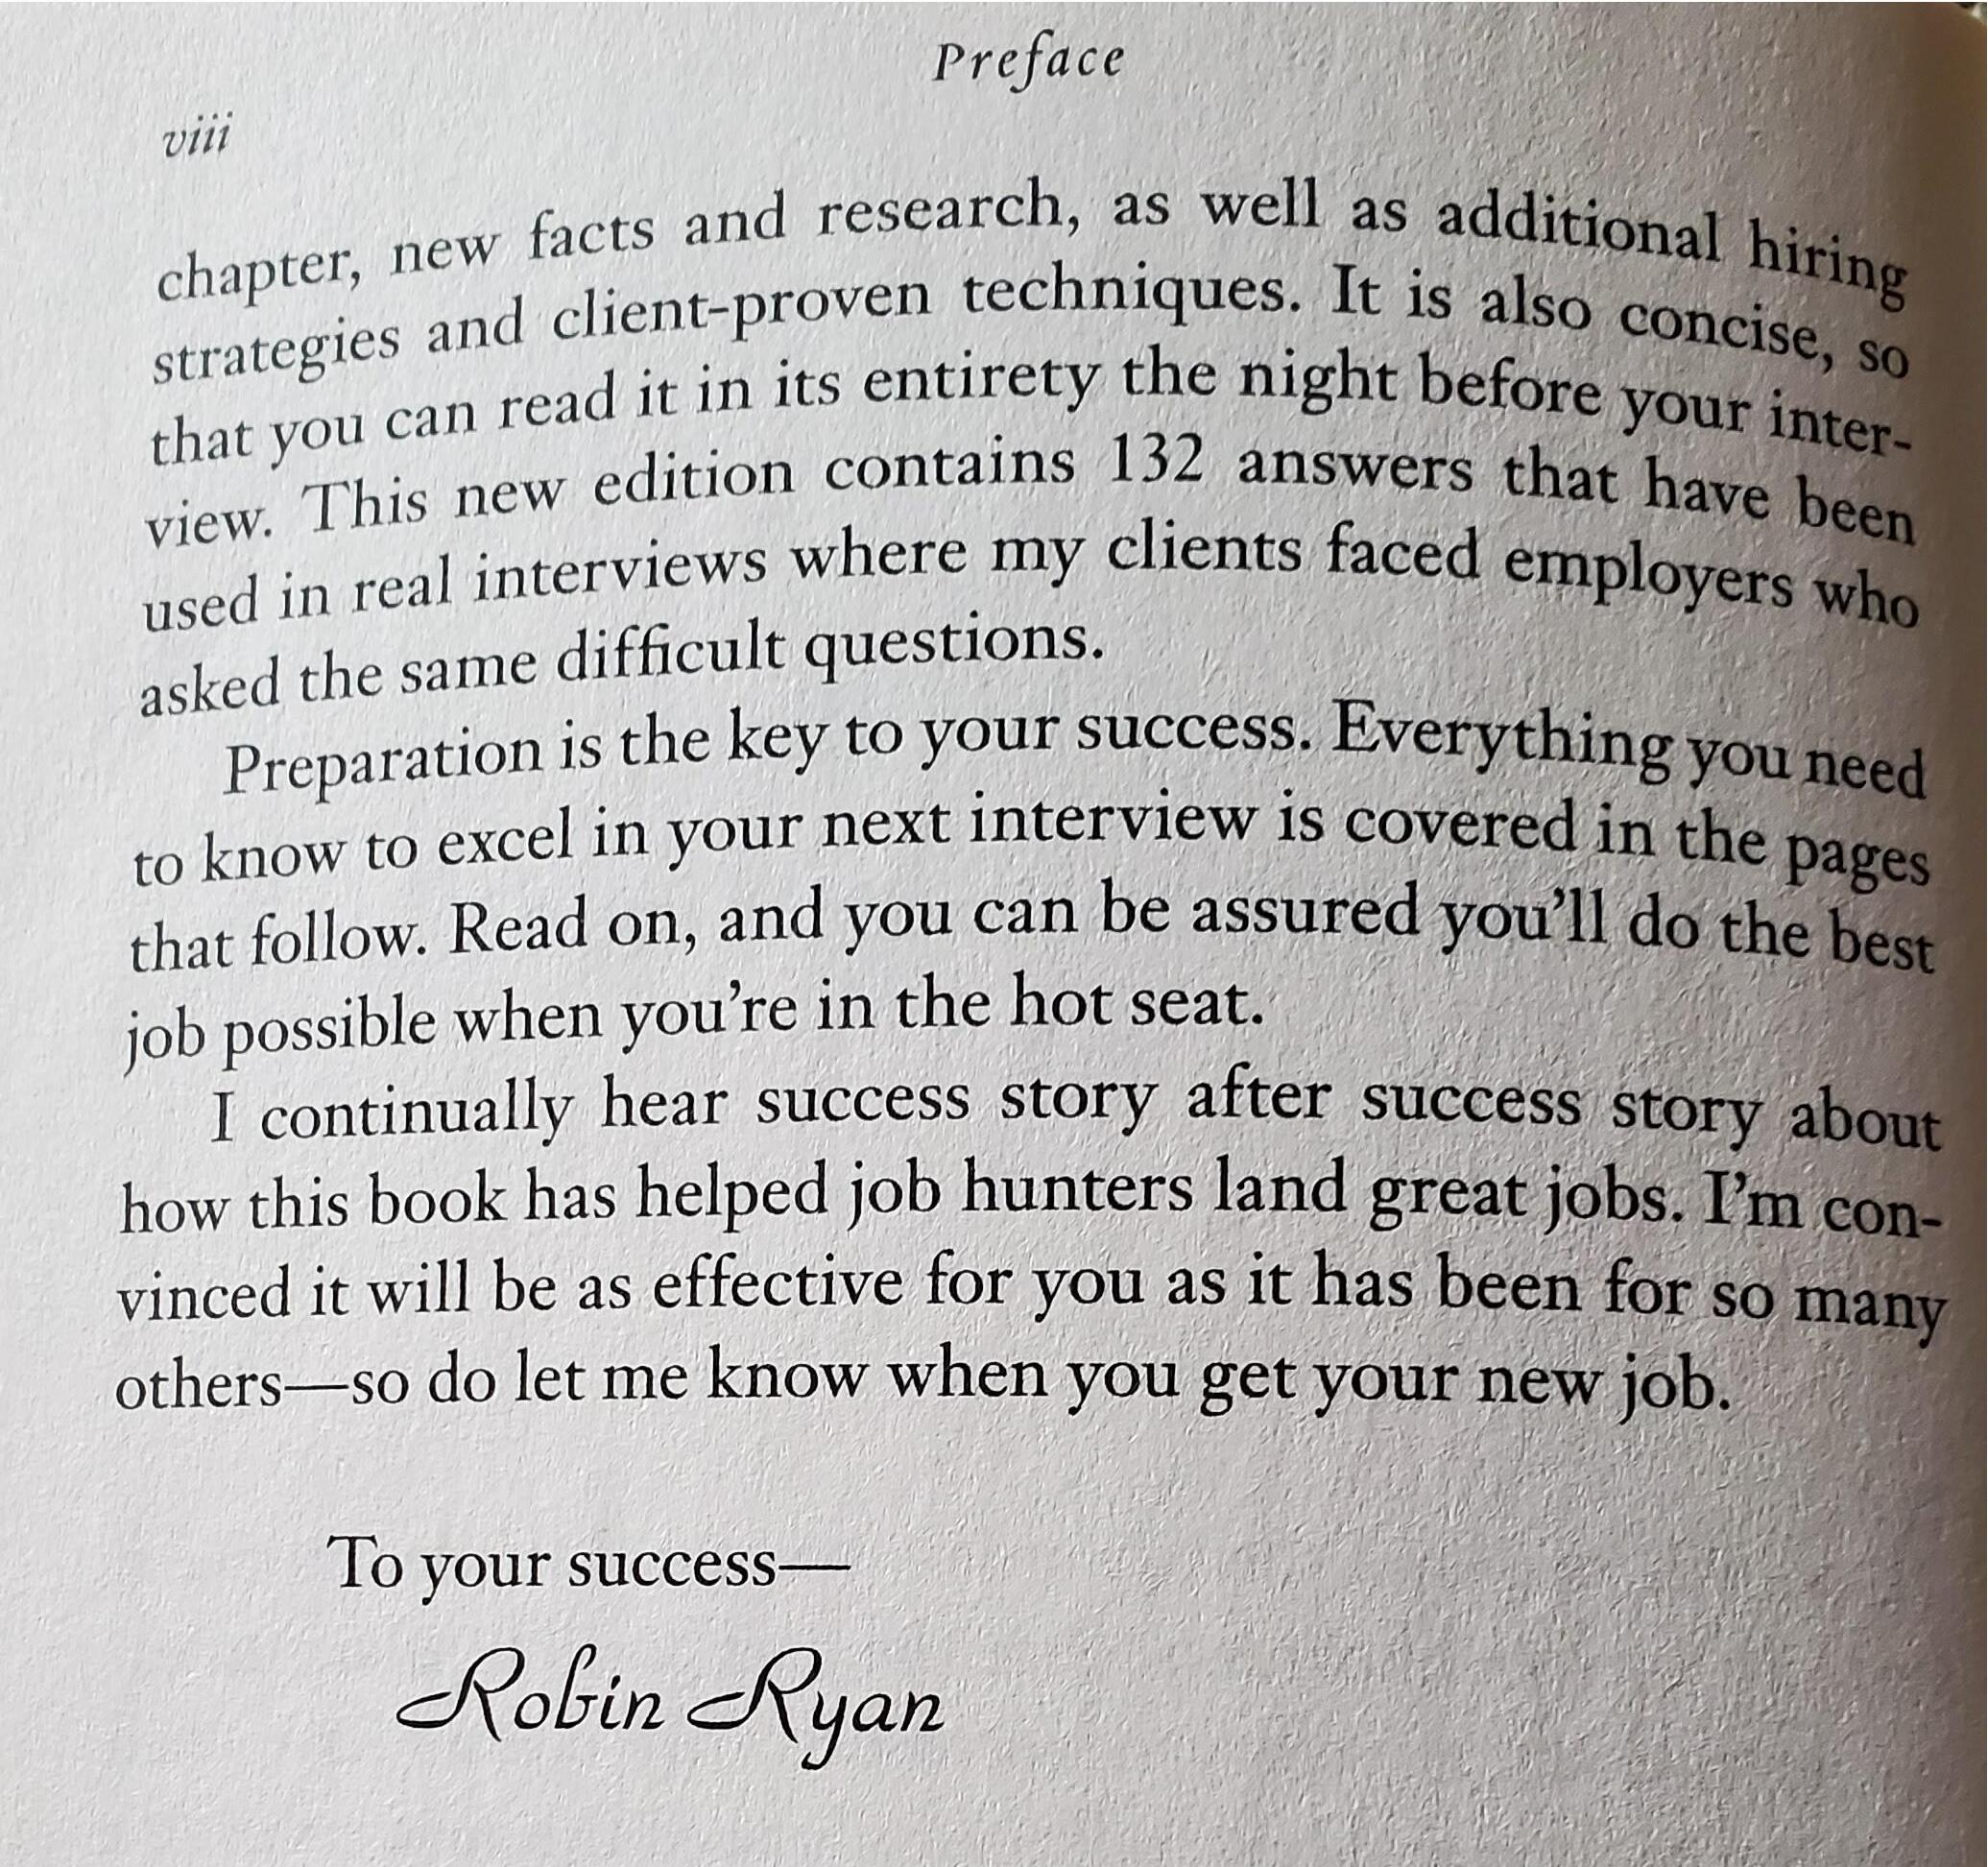 Preface
viii
chapter, new facts and research, as well as additional hiring
strategies and client-proven techniques. It is also concise, so
that you can read it in its entirety the night before your inter-
view. This new edition contains 132 answers that have been
used in real interviews where my clients faced employers who
asked the same difficult questions.
Preparation is the key to your success. Everything you need
to know to excel in your next interview is covered in the pages
that follow. Read on, and you can be assured you’ll do the best
job possible when you’re in the hot seat.
I continually hear success story after success story about
how this book has helped job hunters land great jobs. I’m con-
vinced it will be as effective for you as it has been for so many
others—so do let me know when you get your new job.
To your success—
Robin Ryan